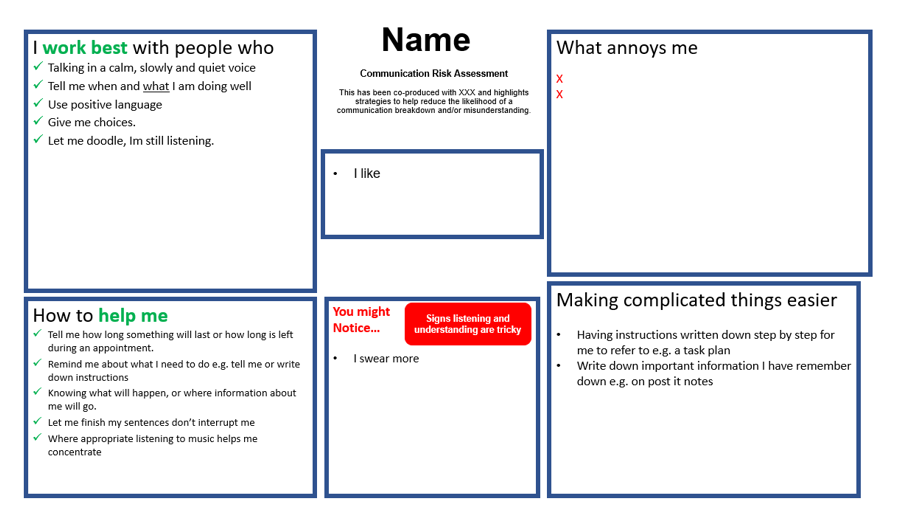 I work best with people who
✓ Talking in a calm, slowly and quiet voice
✓ Tell me when and what I am doing well
✓ Use positive language
✓ Give me choices.
✓ Let me doodle, Im still listening.
Name
Communication Risk Assessment
This has been co-produced with XXX and highlights
strategies to help reduce the likelihood of a
communication breakdown and/or misunderstanding.
• I like
What annoys me
X
X
How to help me
✓ Tell me how long something will last or how long is left
during an appointment.
✓ Remind me about what I need to do e.g. tell me or write
down instructions
✓ Knowing what will happen, or where information about
me will go.
✓ Let me finish my sentences don't interrupt me
✓ Where appropriate listening to music helps me
concentrate
You might
Notice...
Signs listening and
understanding are tricky
• I swear more
Making complicated things easier
• Having instructions written down step by step for
me to refer to e.g. a task plan
• Write down important information I have remember
down e.g. on post it notes